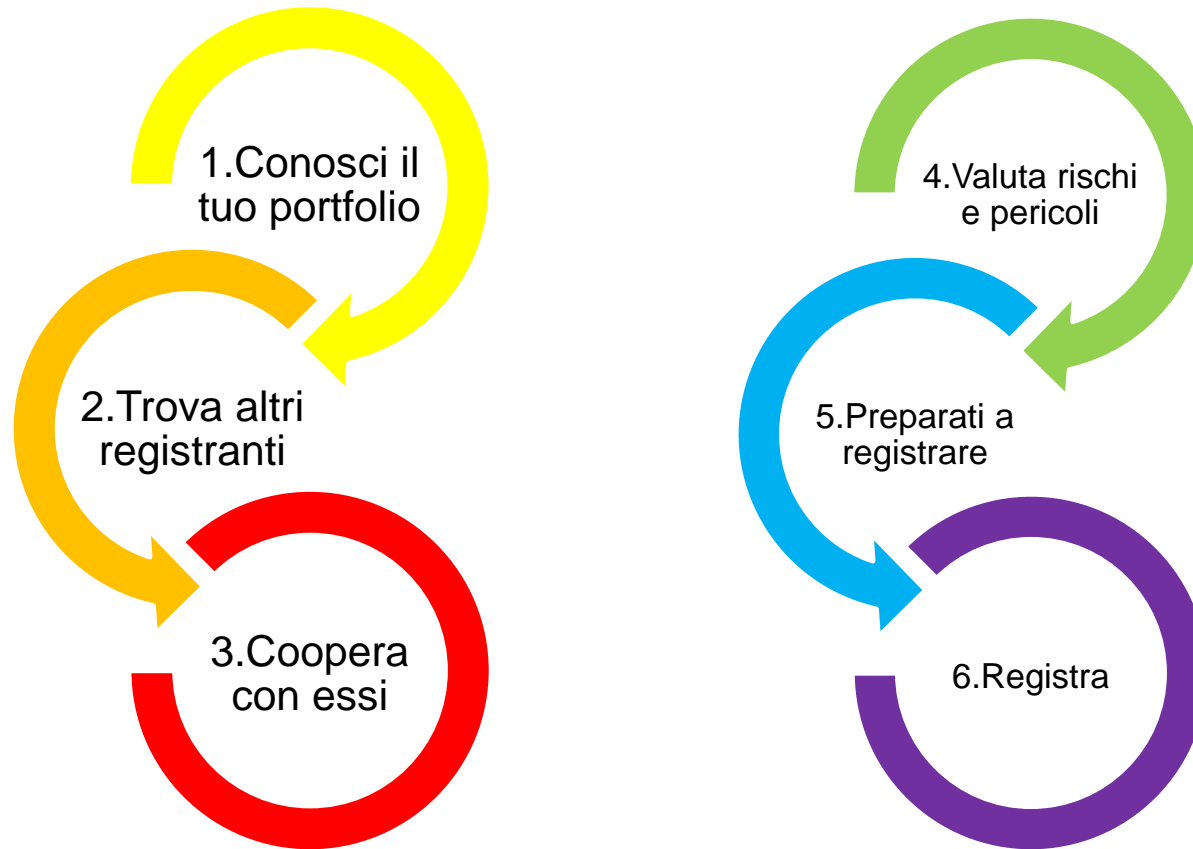 1.Conosci il
tuo portfolio
2.Trova altri
registranti
3.Coopera
con essi
4.Valuta rischi
e pericoli
5.Preparati a
registrare
6.Registra